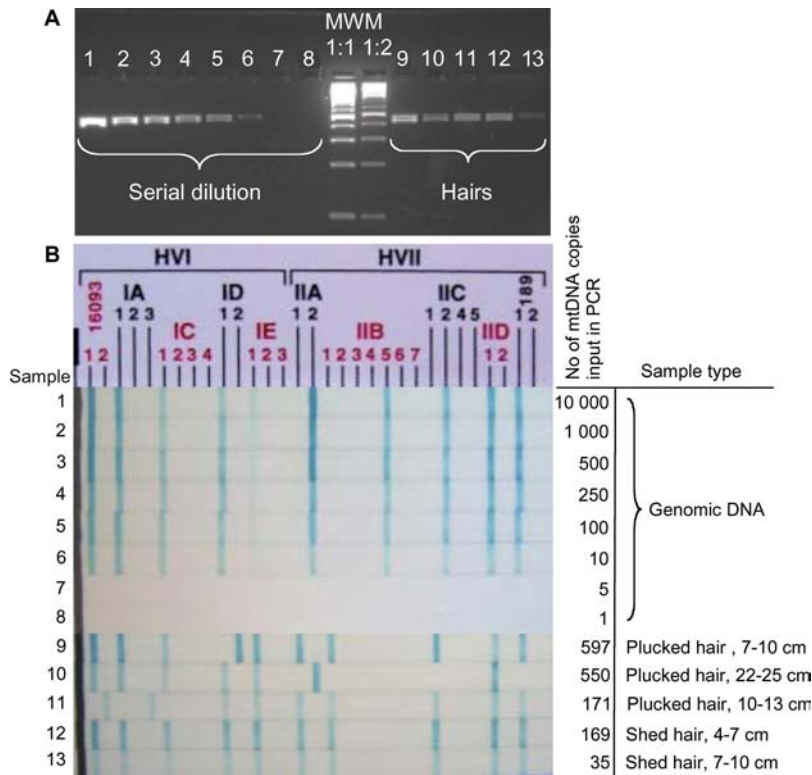 A
MWM
1 2 3 4 5 6 7 8 1:1 1:2 9 10 11 12 13
Serial dilution Hairs
B
HVI HVII
16093 IA ID IIA IIC 189
1 2 3 1 2 1 2 1 2 4 5 1 2
IC IE IIB IID
1 2 1 2 3 4 1 2 3 1 2 3 4 5 6 7 1 2
Sample No of mtDNA copies input in PCR Sample type
1 10 000
2 1 000
3 500
4 250
Genomic DNA
5 100
6 10
7 5
8 1
9 597 Plucked hair , 7-10 cm
10 550 Plucked hair, 22-25 cm
11 171 Plucked hair, 10-13 cm
12 169 Shed hair, 4-7 cm
13 35 Shed hair, 7-10 cm